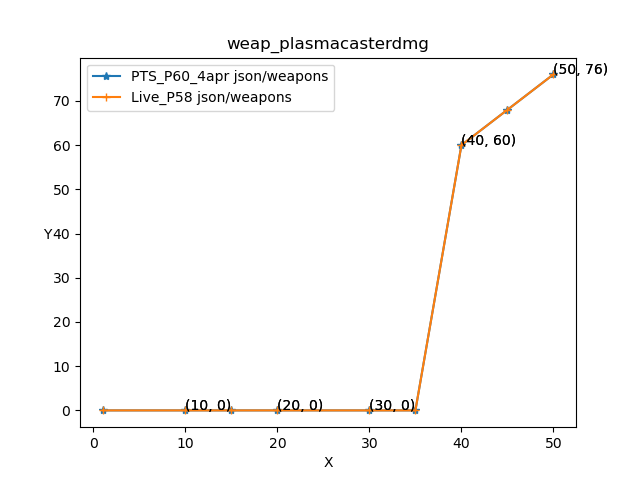 weap_plasmacasterdmg
PTS_P60_4apr json/weapons
Live_P58 json/weapons
(50, 76)
(40, 60)
(10, 0) (20, 0) (30, 0)
70
60
50
Y 40
30
20
10
0
0 10 20 30 40 50
X